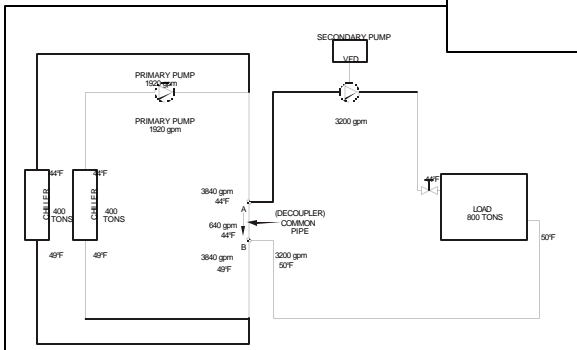 SECONDARY PUMP
VFD
PRIMARY PUMP
1920 gpm
PRIMARY PUMP
1920 gpm
3200 gpm
44°F
44°F
44°F
CHILLER
400
TONS
CHILLER
400
TONS
3840 gpm
44°F
A
(DECOUPLER)
COMMON
PIPE
640 gpm
44°F
B
LOAD
800 TONS
50°F
49°F
49°F
3840 gpm
49°F
3200 gpm
50°F